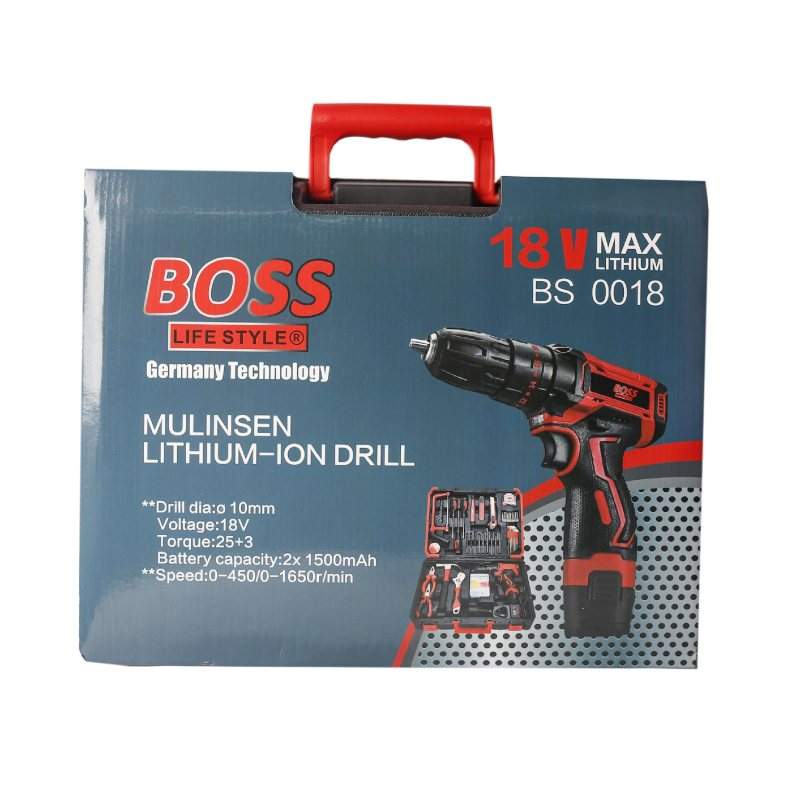 18 V MAX
LITHIUM
BS 0018
BOSS
LIFE STYLE®
Germany Technology
MULINSEN
LITHIUM-ION DRILL
**Drill dia:ø 10mm
Voltage:18V
Torque:25+3
Battery capacity:2x 1500mAh
**Speed:0-450/0-1650r/min
BOSS